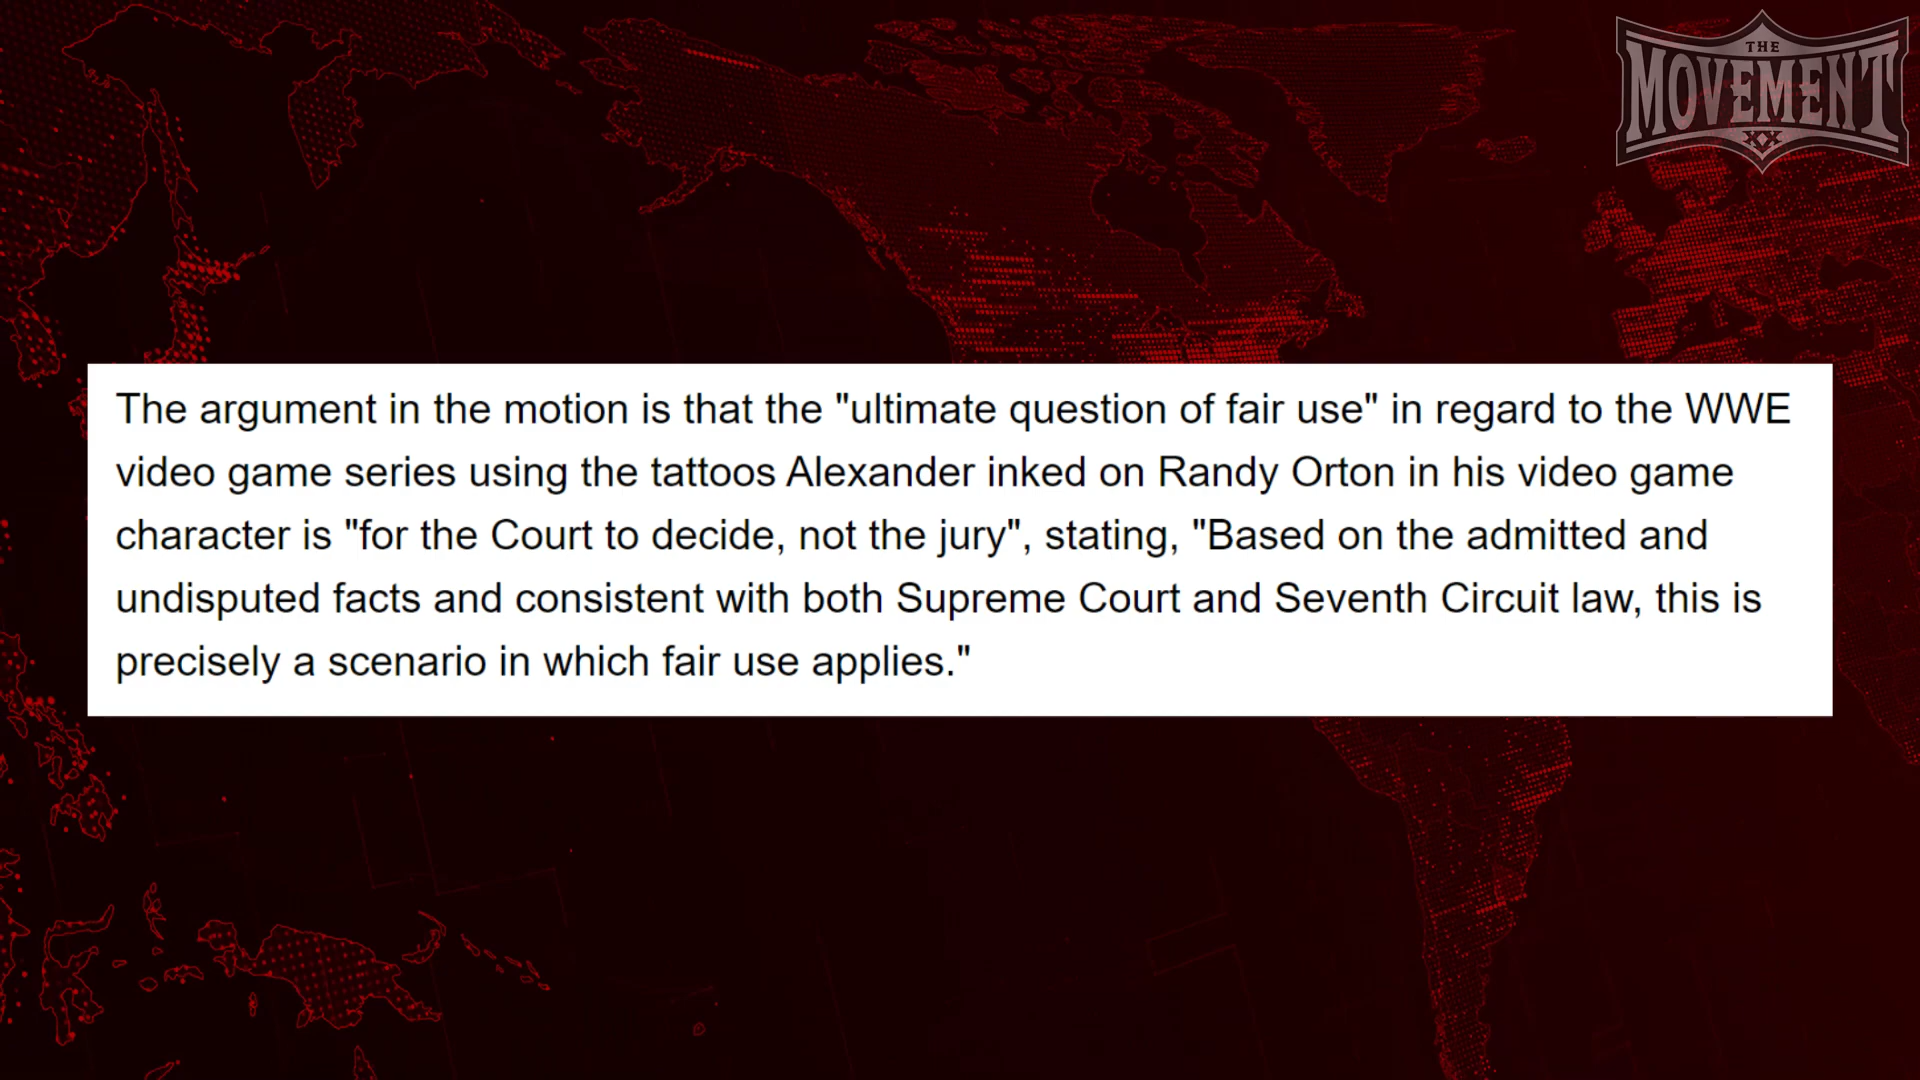 THE
MOVEMENT
The argument in the motion is that the "ultimate question of fair use" in regard to the WWE
video game series using the tattoos Alexander inked on Randy Orton in his video game
character is "for the Court to decide, not the jury", stating, "Based on the admitted and
undisputed facts and consistent with both Supreme Court and Seventh Circuit law, this is
precisely a scenario in which fair use applies."